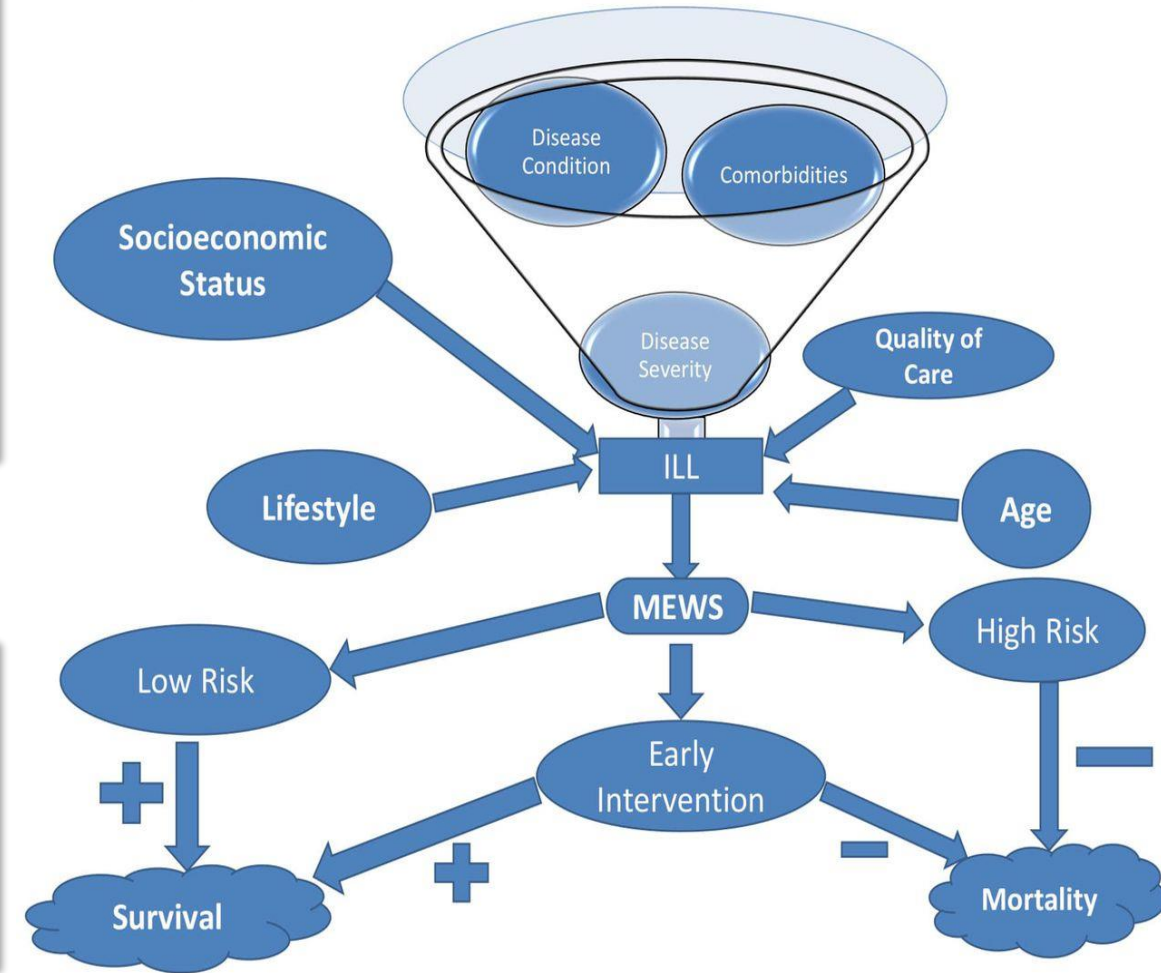 Disease
Condition
Comorbidities
Socioeconomic
Status
Disease
Severity
Quality of
Care
ILL
Lifestyle
Age
MEWS
High Risk
Low Risk
Early
Intervention
Survival
Mortality